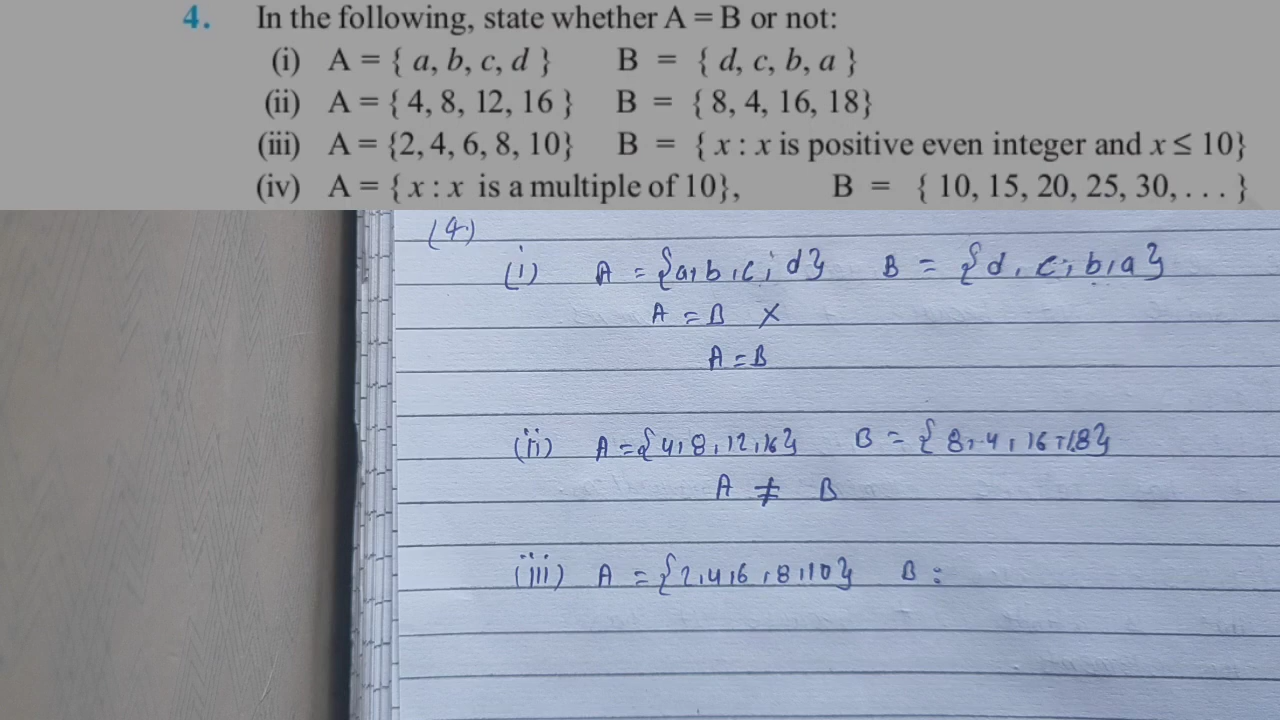 4. In the following, state whether A = B or not:
(i) A = { a, b, c, d } B = { d, c, b, a }
(ii) A = { 4, 8, 12, 16 } B = { 8, 4, 16, 18}
(iii) A = {2, 4, 6, 8, 10} B = { x : x is positive even integer and x ≤ 10}
(iv) A = { x : x is a multiple of 10}, B = { 10, 15, 20, 25, 30, . . . }
(4.)
(i) A = {a, b, c, d} B = {d, c, b, a}
A = B ×
A = B
(ii) A = {4, 8, 12, 16} B = {8, 4, 16, 18}
A ≠ B
(iii) A = {2, 4, 6, 8, 10} B :